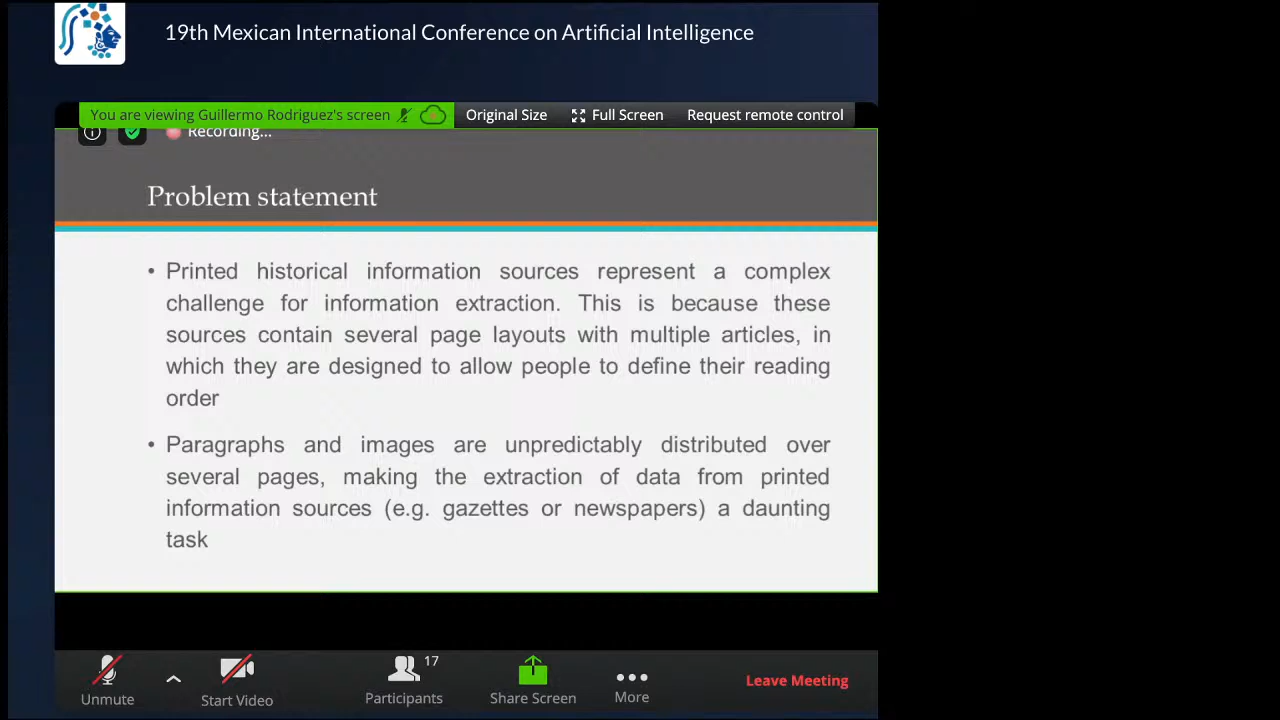 19th Mexican International Conference on Artificial Intelligence
You are viewing Guillermo Rodriguez's screen
Original Size
Full Screen
Request remote control
Recording...
Problem statement
• Printed historical information sources represent a complex
challenge for information extraction. This is because these
sources contain several page layouts with multiple articles, in
which they are designed to allow people to define their reading
order
• Paragraphs and images are unpredictably distributed over
several pages, making the extraction of data from printed
information sources (e.g. gazettes or newspapers) a daunting
task
17
Unmute
Start Video
Participants
Share Screen
More
Leave Meeting